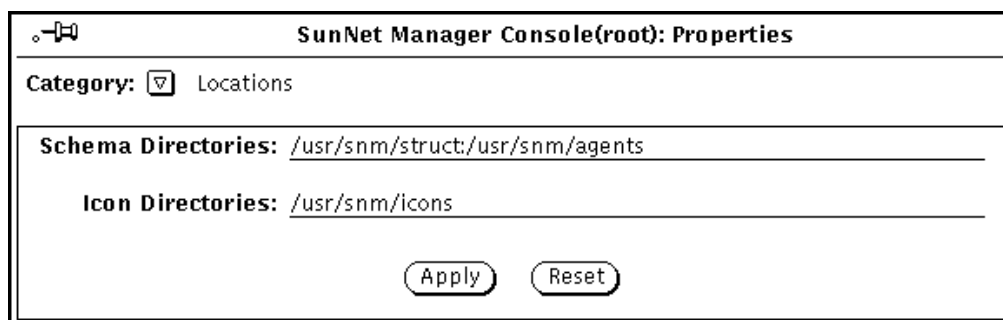 SunNet Manager Console(root): Properties
Category: Locations
Schema Directories: /usr/snm/struct:/usr/snm/agents
Icon Directories: /usr/snm/icons
Apply Reset